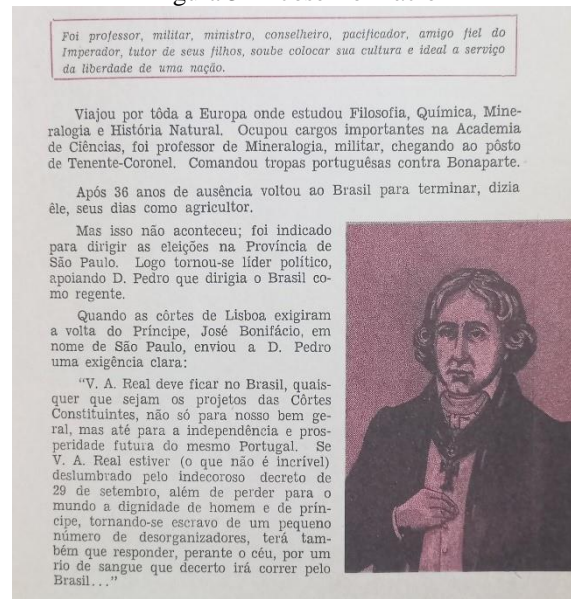 Foi professor, militar, ministro, conselheiro, pacificador, amigo fiel do
Imperador, tutor de seus filhos, soube colocar sua cultura e ideal a serviço
da liberdade de uma nação.
Viajou por tôda a Europa onde estudou Filosofia, Química, Mine-
ralogia e História Natural. Ocupou cargos importantes na Academia
de Ciências, foi professor de Mineralogia, militar, chegando ao pôsto
de Tenente-Coronel. Comandou tropas portuguêsas contra Bonaparte.
Após 36 anos de ausência voltou ao Brasil para terminar, dizia
êle, seus dias como agricultor.
Mas isso não aconteceu; foi indicado
para dirigir as eleições na Província de
São Paulo. Logo tornou-se líder político,
apoiando D. Pedro que dirigia o Brasil co-
mo regente.
Quando as côrtes de Lisboa exigiram
a volta do Príncipe, José Bonifácio, em
nome de São Paulo, enviou a D. Pedro
uma exigência clara:
"V. A. Real deve ficar no Brasil, quais-
quer que sejam os projetos das Côrtes
Constituintes, não só para nosso bem ge-
ral, mas até para a independência e pros-
peridade futura do mesmo Portugal. Se
V. A. Real estiver (o que não é incrível)
deslumbrado pelo indecoroso decreto de
29 de setembro, além de perder para o
mundo a dignidade de homem e de prín-
cipe, tornando-se escravo de um pequeno
número de desorganizadores, terá tam-
bém que responder, perante o céu, por um
rio de sangue que decerto irá correr pelo
Brasil..."